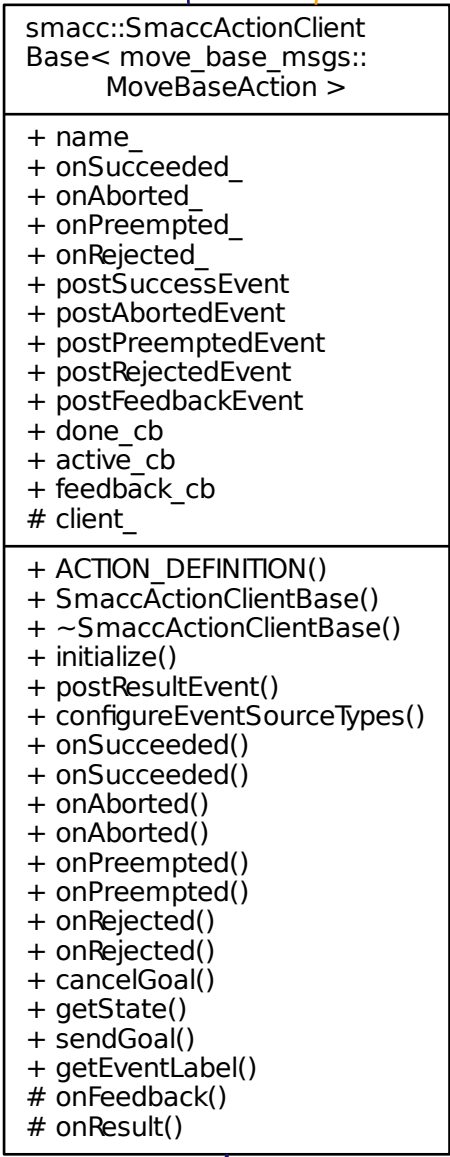 smacc::SmaccActionClient
Base< move_base_msgs::
MoveBaseAction >
+ name_
+ onSucceeded_
+ onAborted_
+ onPreempted_
+ onRejected_
+ postSuccessEvent
+ postAbortedEvent
+ postPreemptedEvent
+ postRejectedEvent
+ postFeedbackEvent
+ done_cb
+ active_cb
+ feedback_cb
# client_
+ ACTION_DEFINITION()
+ SmaccActionClientBase()
+ ~SmaccActionClientBase()
+ initialize()
+ postResultEvent()
+ configureEventSourceTypes()
+ onSucceeded()
+ onSucceeded()
+ onAborted()
+ onAborted()
+ onPreempted()
+ onPreempted()
+ onRejected()
+ onRejected()
+ cancelGoal()
+ getState()
+ sendGoal()
+ getEventLabel()
# onFeedback()
# onResult()